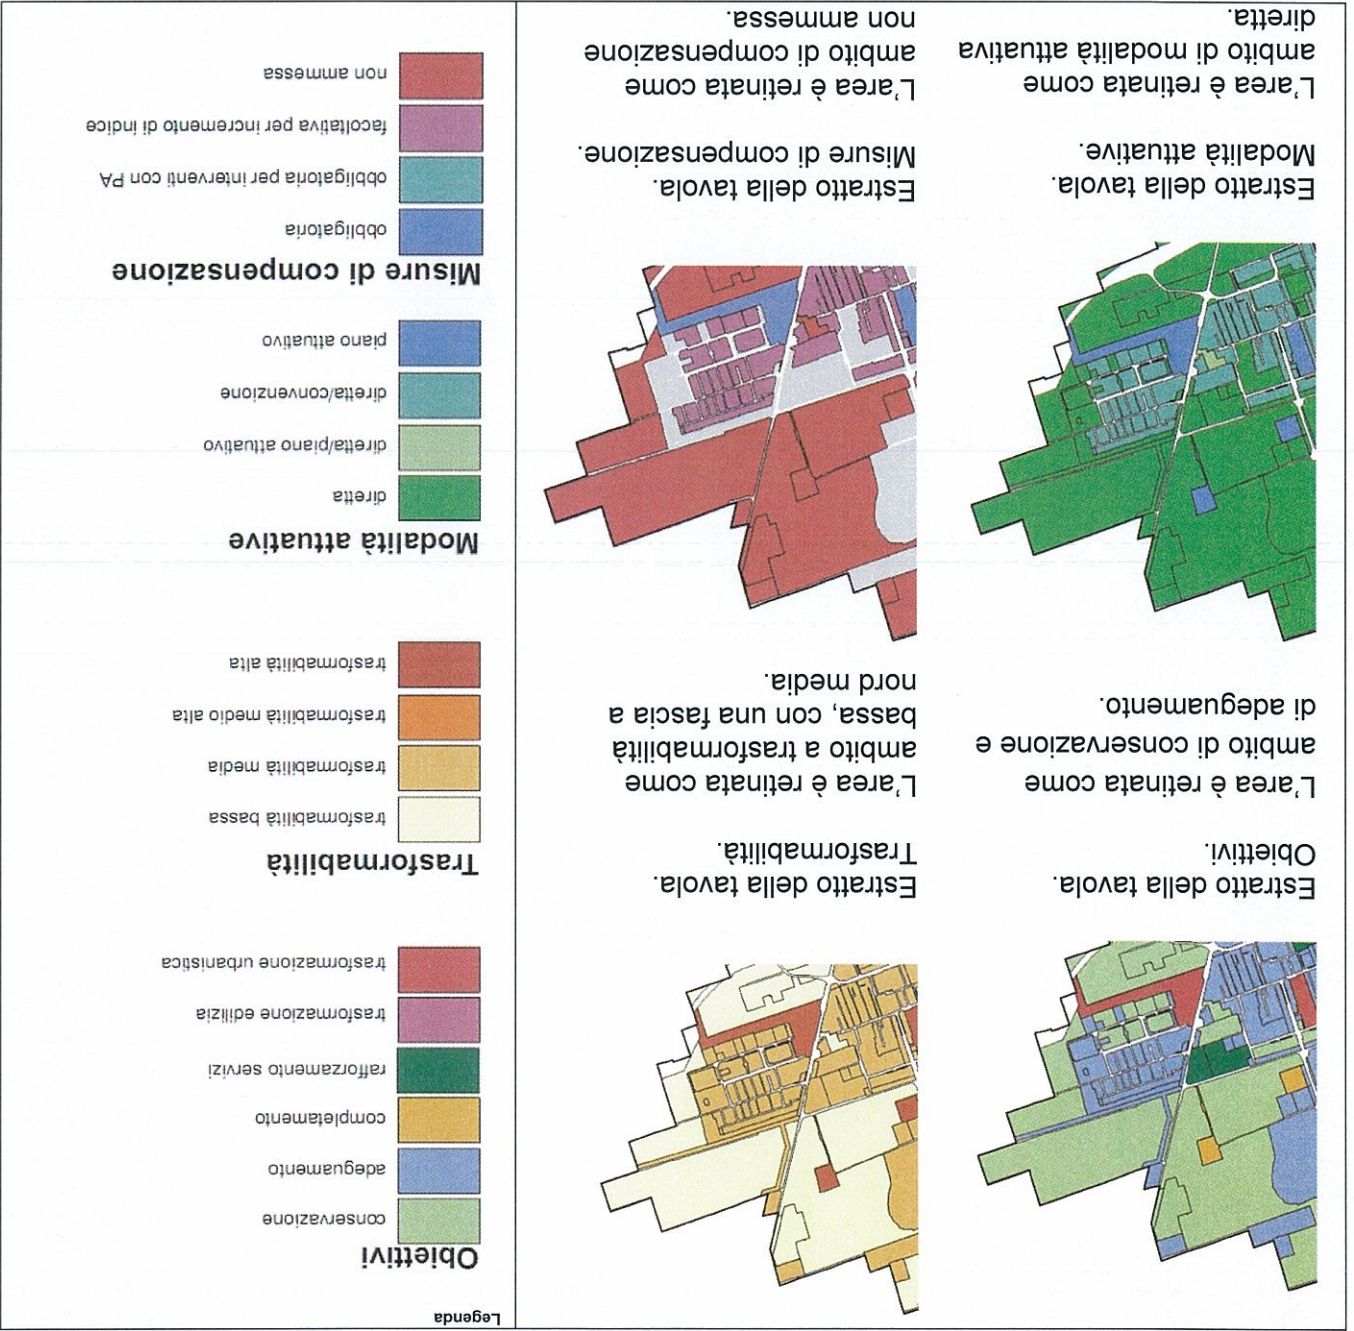 Legenda
Obiettivi
conservazione
adeguamento
completamento
rafforzamento servizi
trasformazione edilizia
trasformazione urbanistica
Trasformabilità
trasformabilità bassa
trasformabilità media
trasformabilità medio alta
trasformabilità alta
Modalità attuative
diretta
diretta/piano attuativo
diretta/convenzione
piano attuativo
Misure di compensazione
obbligatoria
obbligatoria per interventi con PA
facoltativa per incremento di indice
non ammessa
Estratto della tavola.
Obiettivi.
L'area è retinata come
ambito di conservazione e
di adeguamento.
Estratto della tavola.
Trasformabilità.
L'area è retinata come
ambito a trasformabilità
bassa, con una fascia a
nord media.
Estratto della tavola.
Modalità attuative.
L'area è retinata come
ambito di modalità attuativa
diretta.
Estratto della tavola.
Misure di compensazione.
L'area è retinata come
ambito di compensazione
non ammessa.